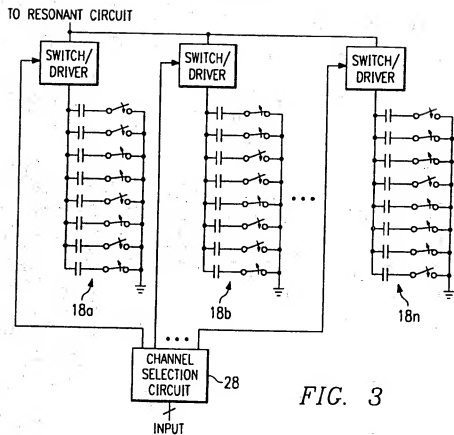 TO RESONANT CIRCUIT
SWITCH/
DRIVER
SWITCH/
DRIVER
SWITCH/
DRIVER
18a
18b
18n
CHANNEL
SELECTION
CIRCUIT
28
INPUT
FIG. 3